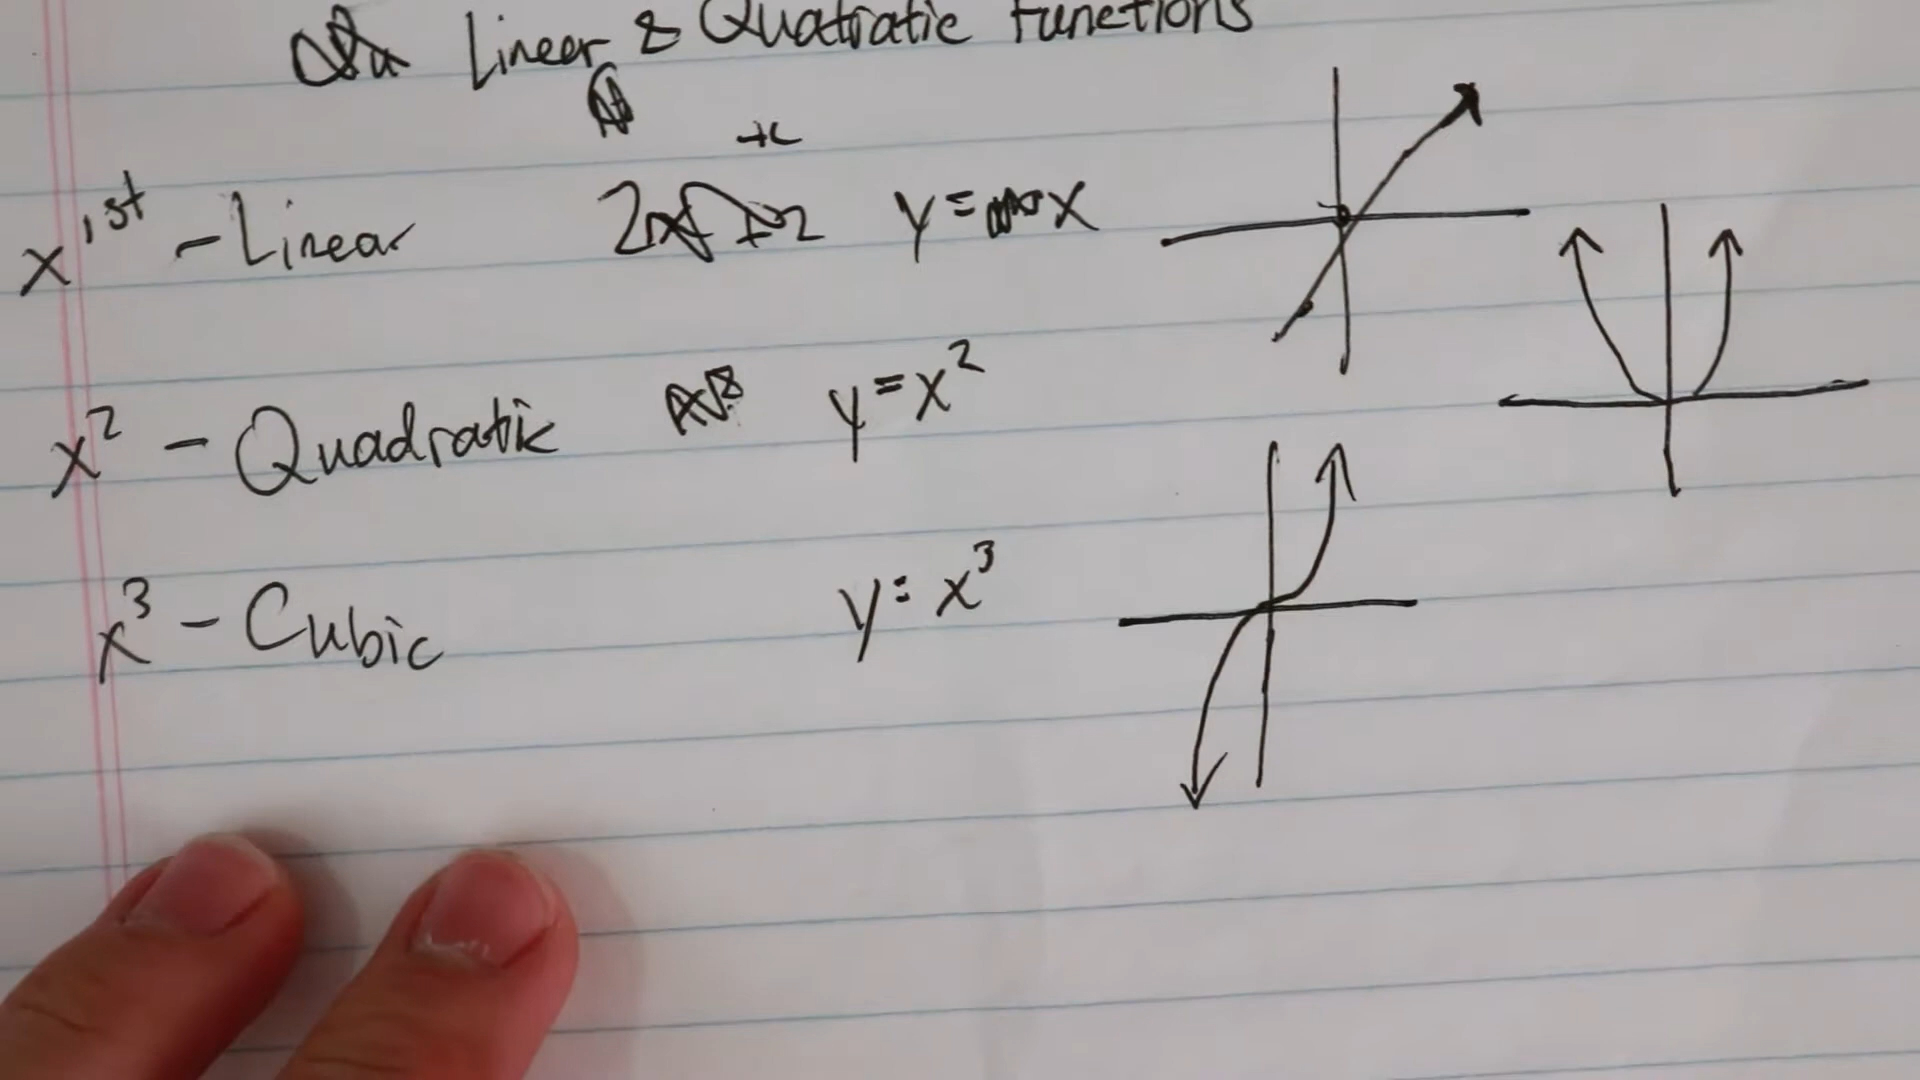 Linear & Quatratic Functions
+c
x 1st - Linear y = x
x² - Quadratic y = x²
x³ - Cubic y = x³